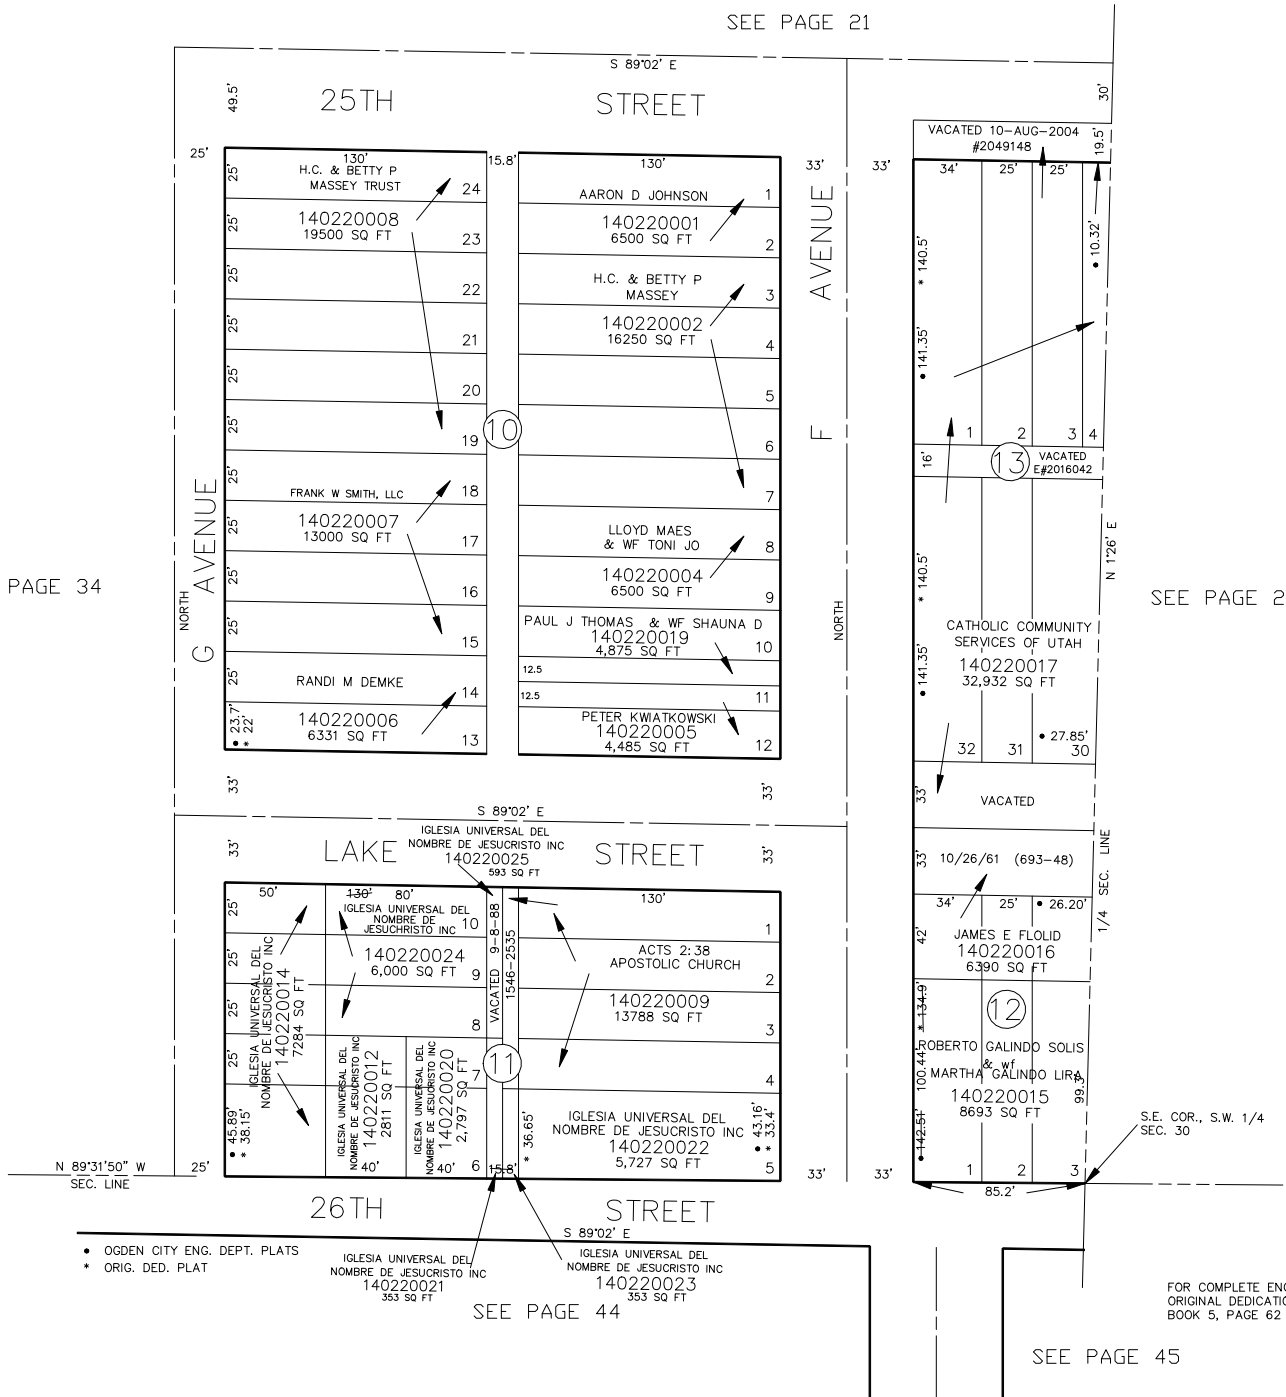 SEE PAGE 21
S 89°02' E
25TH STREET
49.5'
30'
VACATED 10-AUG-2004
#2049148
19.5'
25'
130'
15.8'
130'
33'
33'
34'
25'
25'
H.C. & BETTY P
MASSEY TRUST
24
140220008
19500 SQ FT
23
22
21
20
19
FRANK W SMITH, LLC
18
140220007
13000 SQ FT
17
16
15
RANDI M DEMKE
14
140220006
6331 SQ FT
13
25'
25'
25'
25'
25'
25'
25'
25'
25'
25'
25'
• 23.7'
* 22'
10
AARON D JOHNSON
1
140220001
6500 SQ FT
2
H.C. & BETTY P
MASSEY
3
140220002
16250 SQ FT
4
5
6
7
LLOYD MAES
& WF TONI JO
8
140220004
6500 SQ FT
9
PAUL J THOMAS & WF SHAUNA D
140220019
10
4,875 SQ FT
12.5
12.5
11
PETER KWIATKOWSKI
140220005
4,485 SQ FT
12
G AVENUE
NORTH
F AVENUE
NORTH
PAGE 34
* 140.5'
• 141.35'
• 10.32'
1
2
3
4
16'
13
VACATED
E#2016042
N 1°26' E
* 140.5'
• 141.35'
CATHOLIC COMMUNITY
SERVICES OF UTAH
140220017
32,932 SQ FT
• 27.85'
32
31
30
SEE PAGE 2
33'
VACATED
33'
10/26/61 (693-48)
1/4 SEC. LINE
33'
33'
S 89°02' E
33'
33'
LAKE STREET
IGLESIA UNIVERSAL DEL
NOMBRE DE JESUCRISTO INC
140220025
593 SQ FT
50'
130'
80'
130'
25'
25'
25'
25'
• 45.89'
* 38.15'
IGLESIA UNIVERSAL DEL
NOMBRE DE JESUCRISTO INC
140220014
7284 SQ FT
IGLESIA UNIVERSAL DEL
NOMBRE DE
JESUCHRISTO INC
10
140220024
6,000 SQ FT
9
8
7
6
IGLESIA UNIVERSAL DEL
NOMBRE DE JESUCRISTO INC
140220012
2811 SQ FT
40'
IGLESIA UNIVERSAL DEL
NOMBRE DE JESUCRISTO INC
140220020
2,797 SQ FT
40'
VACATED 9-8-88
1546-2535
11
15.8'
* 36.65'
1
ACTS 2:38
APOSTOLIC CHURCH
2
140220009
13788 SQ FT
3
4
IGLESIA UNIVERSAL DEL
NOMBRE DE JESUCRISTO INC
140220022
5,727 SQ FT
5
• 43.16'
* 33.4'
34'
25'
• 26.20'
42'
JAMES E FLOLID
140220016
6390 SQ FT
* 134.9'
12
100.44'
ROBERTO GALINDO SOLIS
& wf
MARTHA GALINDO LIRA
140220015
8693 SQ FT
99.3'
• 142.51'
1
2
3
85.2'
S.E. COR., S.W. 1/4
SEC. 30
N 89°31'50" W
SEC. LINE
25'
33'
33'
26TH STREET
S 89°02' E
• OGDEN CITY ENG. DEPT. PLATS
* ORIG. DED. PLAT
IGLESIA UNIVERSAL DEL
NOMBRE DE JESUCRISTO INC
140220021
353 SQ FT
IGLESIA UNIVERSAL DEL
NOMBRE DE JESUCRISTO INC
140220023
353 SQ FT
SEE PAGE 44
FOR COMPLETE EN
ORIGINAL DEDICATI
BOOK 5, PAGE 62
SEE PAGE 45